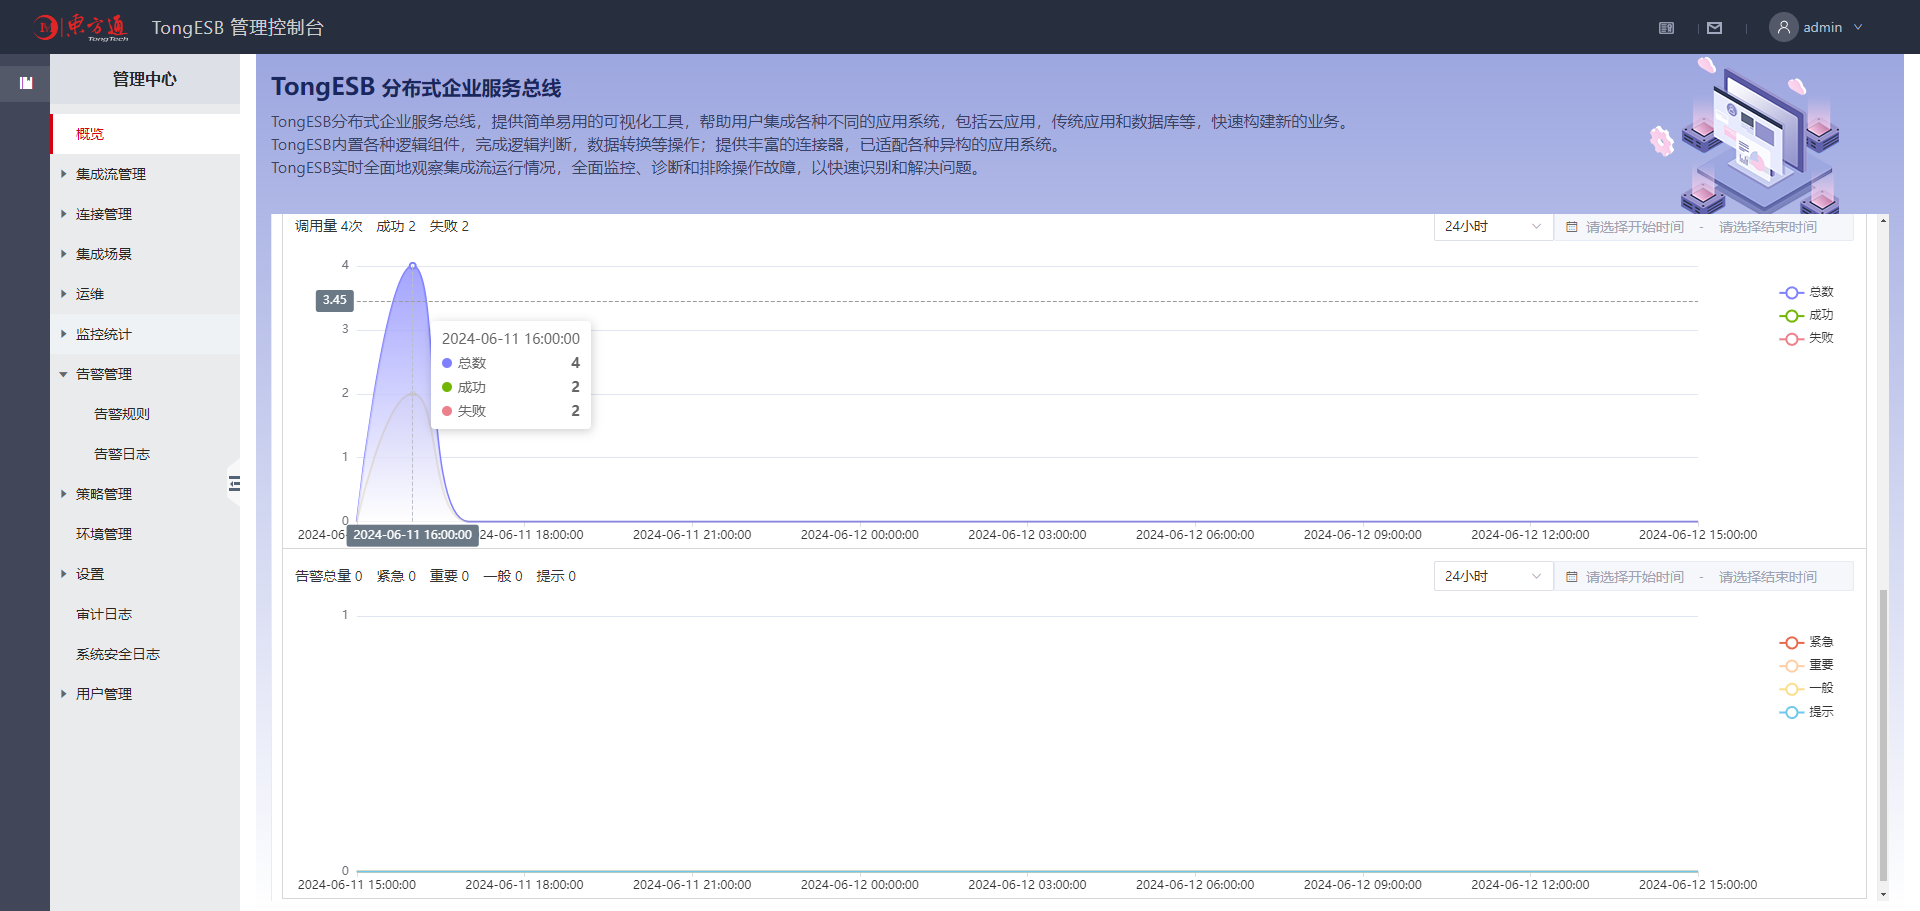 东方通 TongTech
TongESB 管理控制台
admin
管理中心
概览
集成流管理
连接管理
集成场景
运维
监控统计
告警管理
告警规则
告警日志
策略管理
环境管理
设置
审计日志
系统安全日志
用户管理
TongESB 分布式企业服务总线
TongESB分布式企业服务总线，提供简单易用的可视化工具，帮助用户集成各种不同的应用系统，包括云应用，传统应用和数据库等，快速构建新的业务。
TongESB内置各种逻辑组件，完成逻辑判断，数据转换等操作；提供丰富的连接器，已适配各种异构的应用系统。
TongESB实时全面地观察集成流运行情况，全面监控、诊断和排除操作故障，以快速识别和解决问题。
调用量 4次 成功 2 失败 2
24小时 请选择开始时间 - 请选择结束时间
4
3.45
3
2
1
0
2024-06-11 16:00:00
总数 4
成功 2
失败 2
总数
成功
失败
2024-06 2024-06-11 16:00:00 24-06-11 18:00:00 2024-06-11 21:00:00 2024-06-12 00:00:00 2024-06-12 03:00:00 2024-06-12 06:00:00 2024-06-12 09:00:00 2024-06-12 12:00:00 2024-06-12 15:00:00
告警总量 0 紧急 0 重要 0 一般 0 提示 0
24小时 请选择开始时间 - 请选择结束时间
1
紧急
重要
一般
提示
0
2024-06-11 15:00:00 2024-06-11 18:00:00 2024-06-11 21:00:00 2024-06-12 00:00:00 2024-06-12 03:00:00 2024-06-12 06:00:00 2024-06-12 09:00:00 2024-06-12 12:00:00 2024-06-12 15:00:00